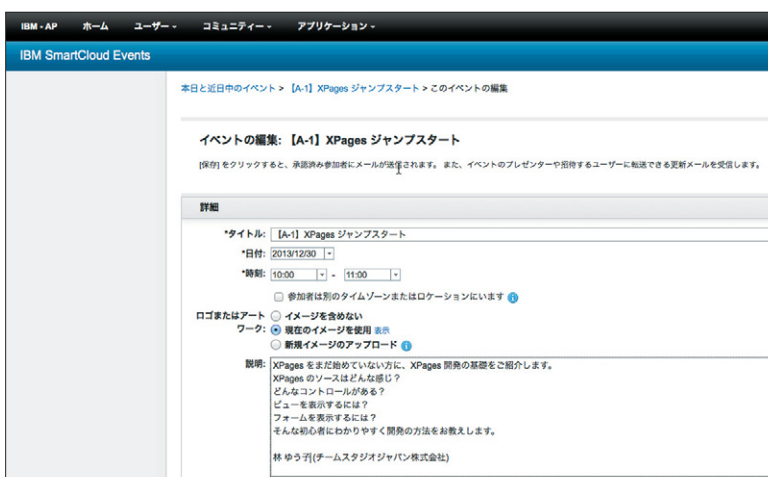 IBM - AP ホーム ユーザー コミュニティー アプリケーション
IBM SmartCloud Events
本日と近日中のイベント > 【A-1】XPages ジャンプスタート > このイベントの編集
イベントの編集: 【A-1】XPages ジャンプスタート
[保存] をクリックすると、承認済み参加者にメールが送信されます。 また、イベントのプレゼンターや招待するユーザーに転送できる更新メールを受信します。
詳細
*タイトル: 【A-1】XPages ジャンプスタート
*日付: 2013/12/30
*時刻: 10:00 - 11:00
参加者は別のタイムゾーンまたはロケーションにいます
ロゴまたはアート イメージを含めない
ワーク: 現在のイメージを使用 表示
新規イメージのアップロード
説明: XPages をまだ始めていない方に、XPages 開発の基礎をご紹介します。
XPages のソースはどんな感じ？
どんなコントロールがある？
ビューを表示するには？
フォームを表示するには？
そんな初心者にわかりやすく開発の方法をお教えします。
林 ゆう子(チームスタジオジャパン株式会社)